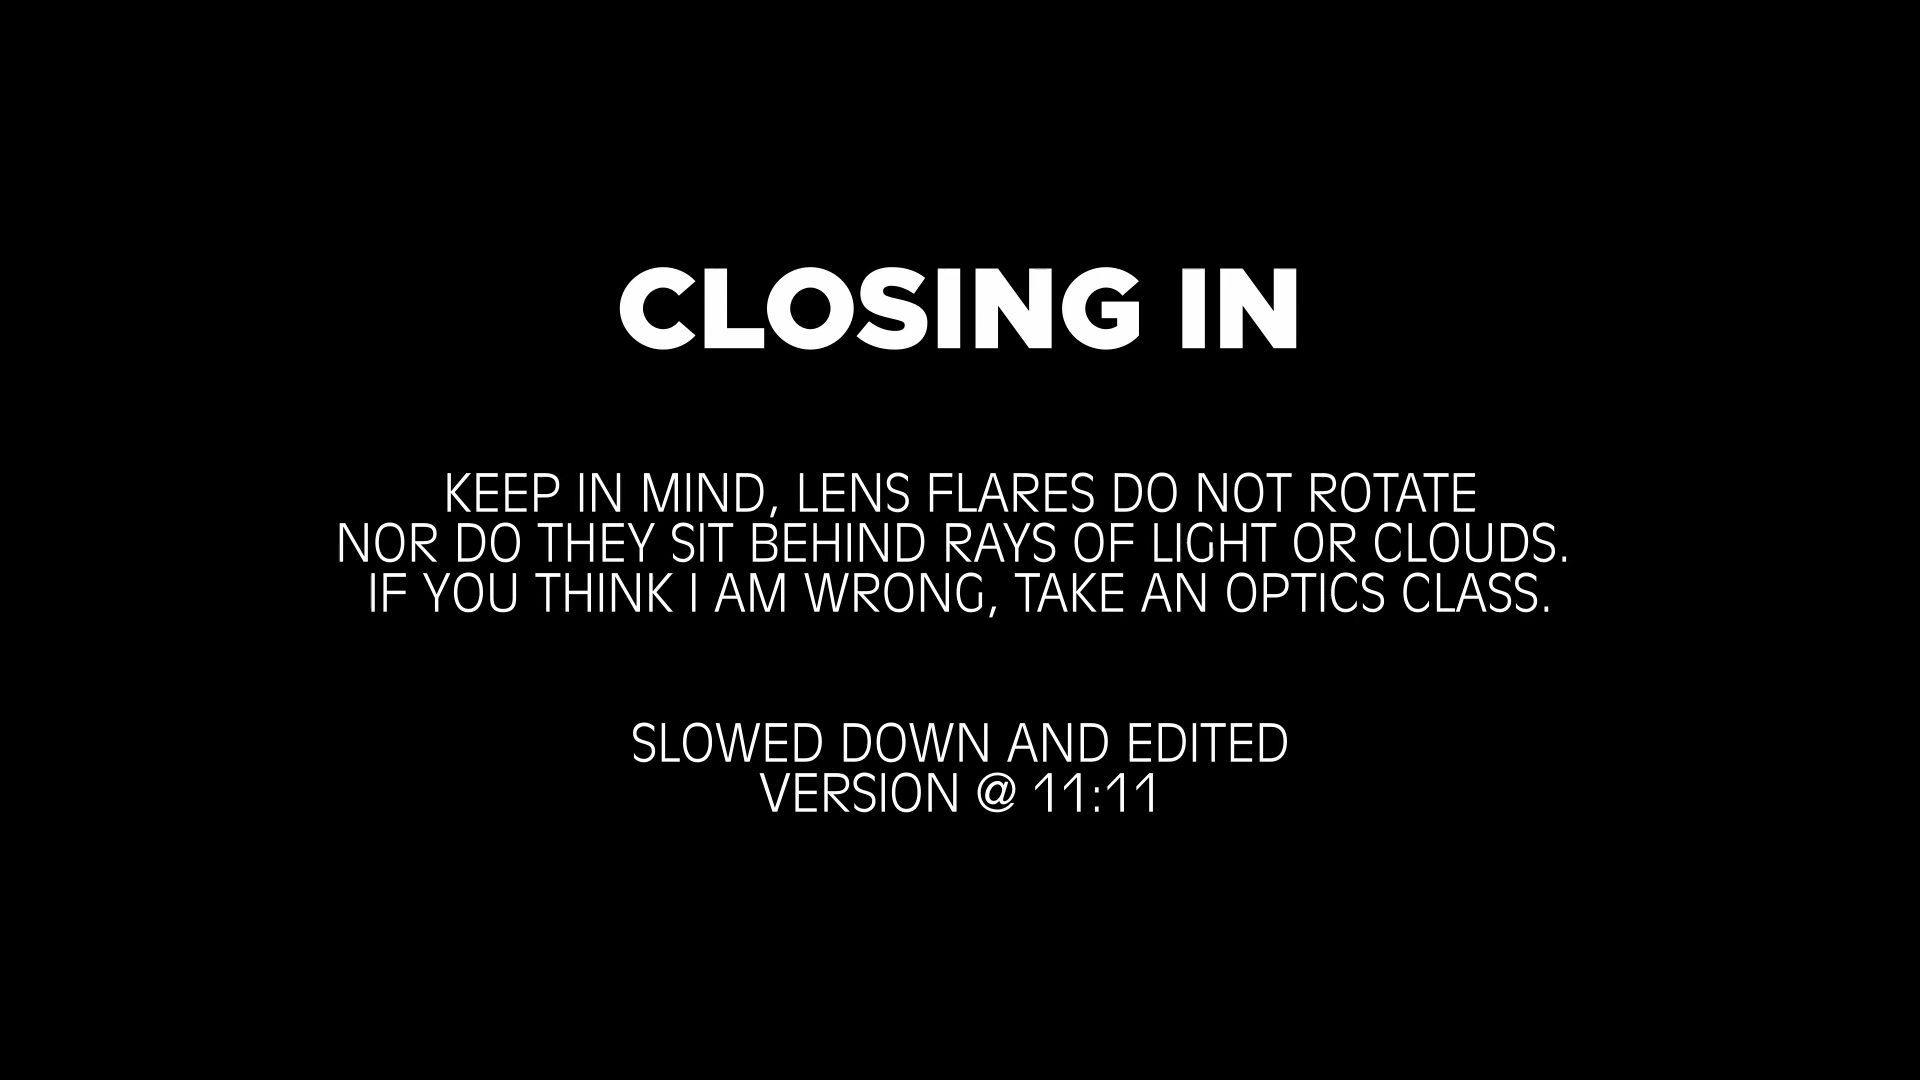 CLOSING IN
KEEP IN MIND, LENS FLARES DO NOT ROTATE
NOR DO THEY SIT BEHIND RAYS OF LIGHT OR CLOUDS.
IF YOU THINK I AM WRONG, TAKE AN OPTICS CLASS.
SLOWED DOWN AND EDITED
VERSION @ 11:11